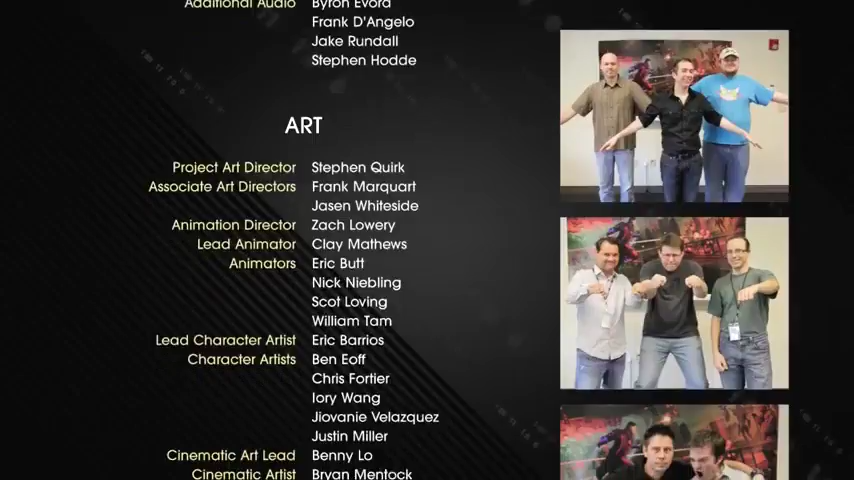 Additional Audio Byron Evora
Frank D'Angelo
Jake Rundall
Stephen Hodde
ART
Project Art Director Stephen Quirk
Associate Art Directors Frank Marquart
Jasen Whiteside
Animation Director Zach Lowery
Lead Animator Clay Mathews
Animators Eric Butt
Nick Niebling
Scot Loving
William Tam
Lead Character Artist Eric Barrios
Character Artists Ben Eoff
Chris Fortier
Iory Wang
Jiovanie Velazquez
Justin Miller
Cinematic Art Lead Benny Lo
Cinematic Artist Bryan Mentock